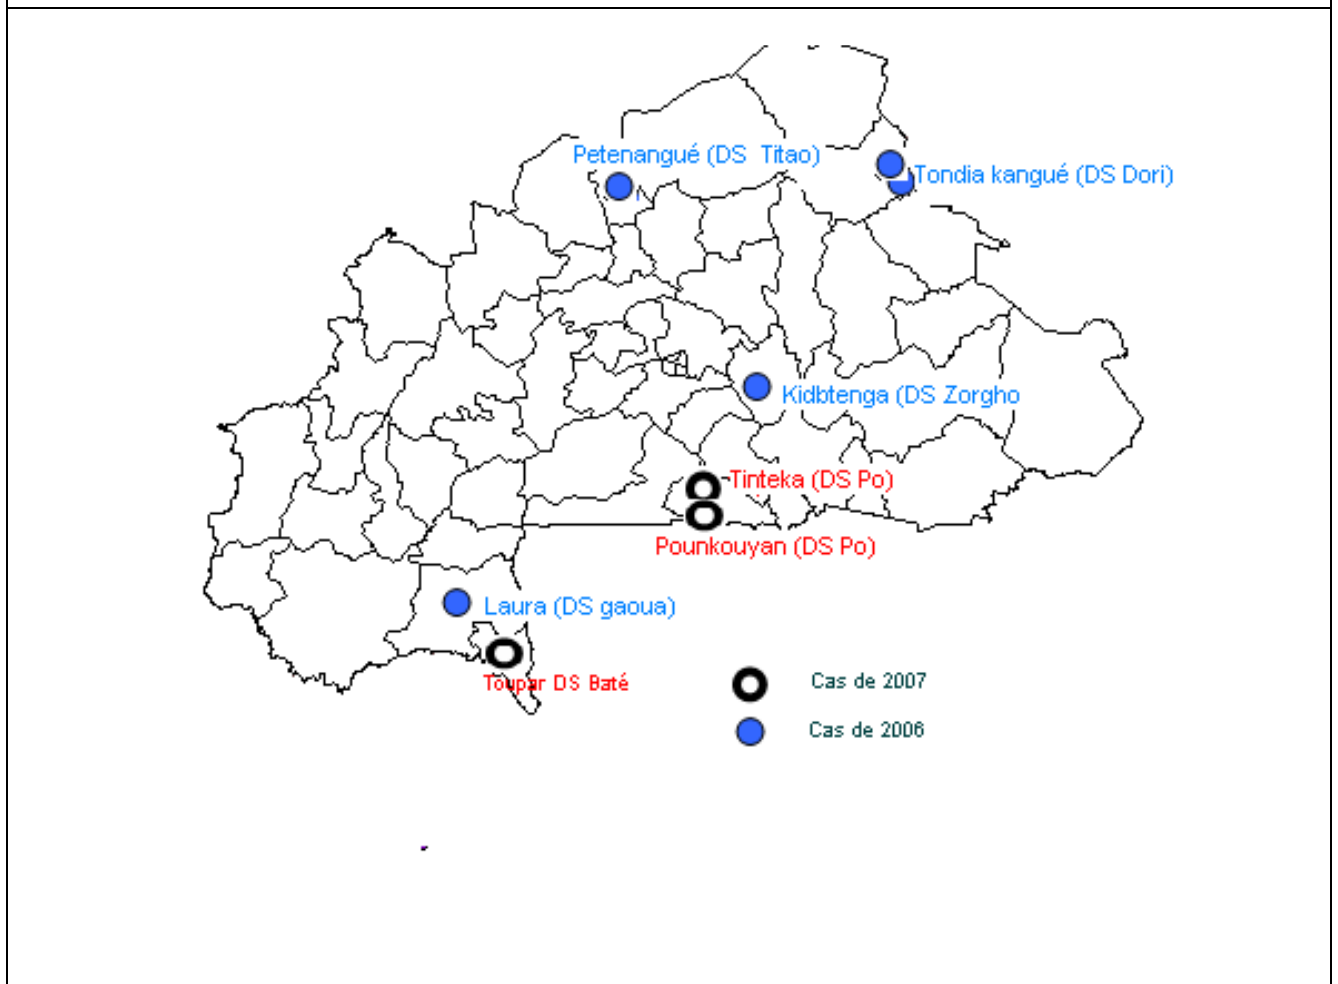 Petenangué (DS Titao)
Tondia kangué (DS Dori)
Kidbtenga (DS Zorgho
Tinteka (DS Po)
Pounkouyan (DS Po)
Laura (DS gaoua)
Toupar DS Baté
Cas de 2007
Cas de 2006